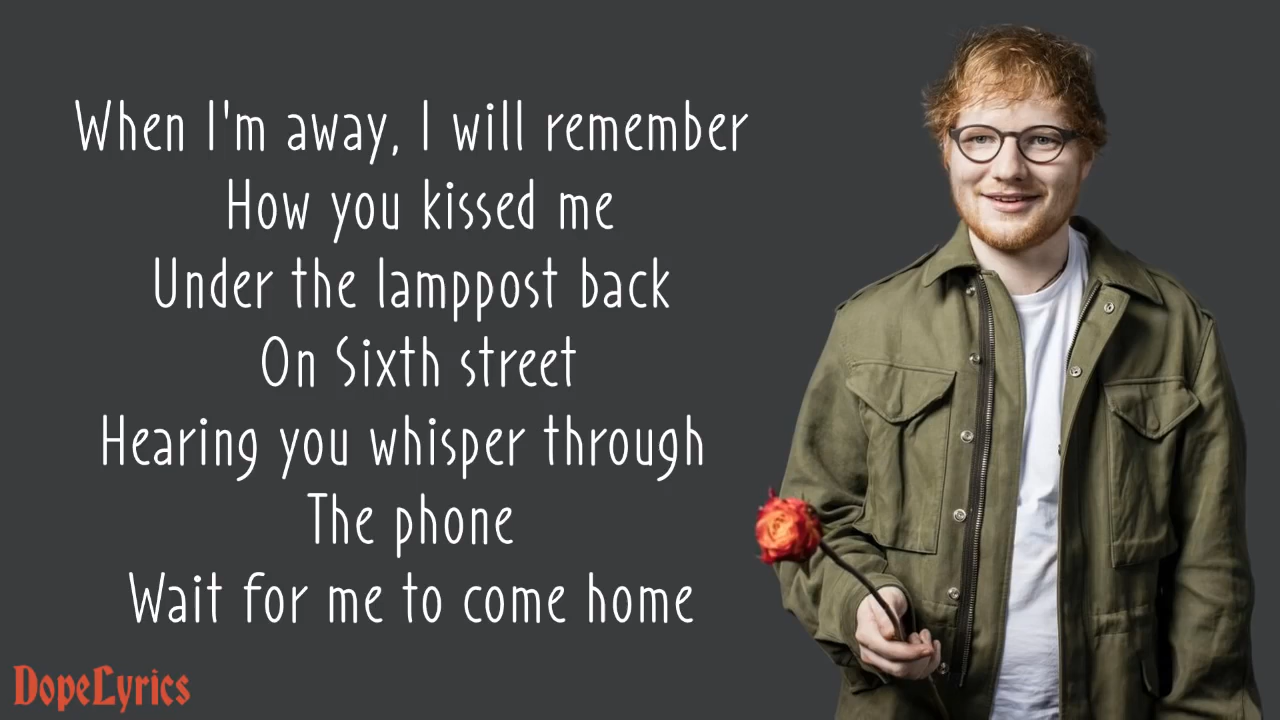 When I'm away, I will remember
How you kissed me
Under the lamppost back
On Sixth street
Hearing you whisper through
The phone
Wait for me to come home
DopeLyrics